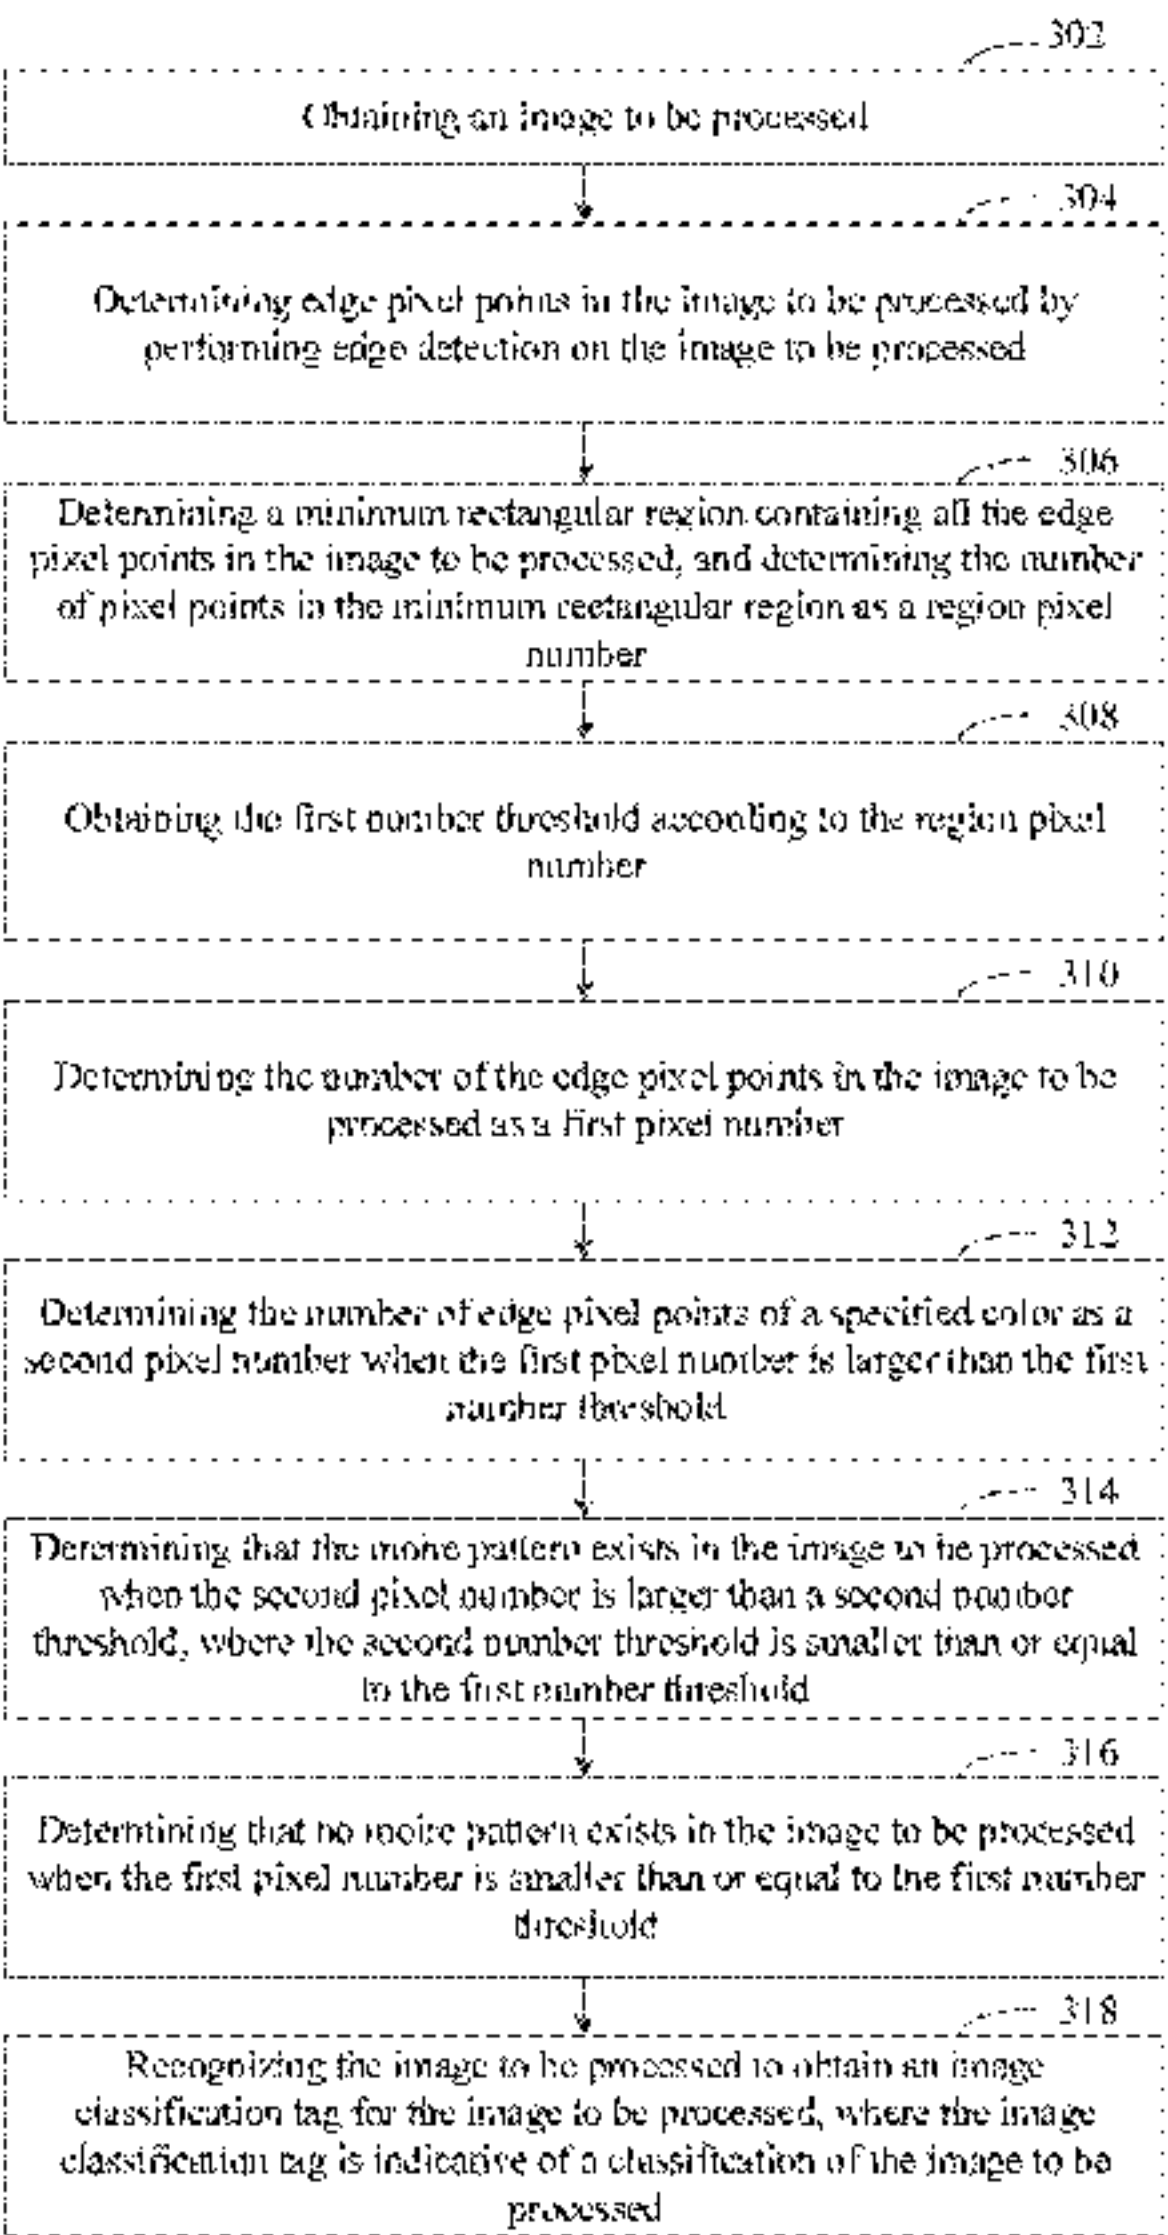 302
Obtaining an image to be processed
304
Determining edge pixel points in the image to be processed by
performing edge detection on the image to be processed
306
Determining a minimum rectangular region containing all the edge
pixel points in the image to be processed, and determining the number
of pixel points in the minimum rectangular region as a region pixel
number
308
Obtaining the first number threshold according to the region pixel
number
310
Determining the number of the edge pixel points in the image to be
processed as a first pixel number
312
Determining the number of edge pixel points of a specified color as a
second pixel number when the first pixel number is larger than the first
number threshold
314
Determining that the moire pattern exists in the image to be processed
when the second pixel number is larger than a second number
threshold, where the second number threshold is smaller than or equal
to the first number threshold
316
Determining that no moire pattern exists in the image to be processed
when the first pixel number is smaller than or equal to the first number
threshold
318
Recognizing the image to be processed to obtain an image
classification tag for the image to be processed, where the image
classification tag is indicative of a classification of the image to be
processed